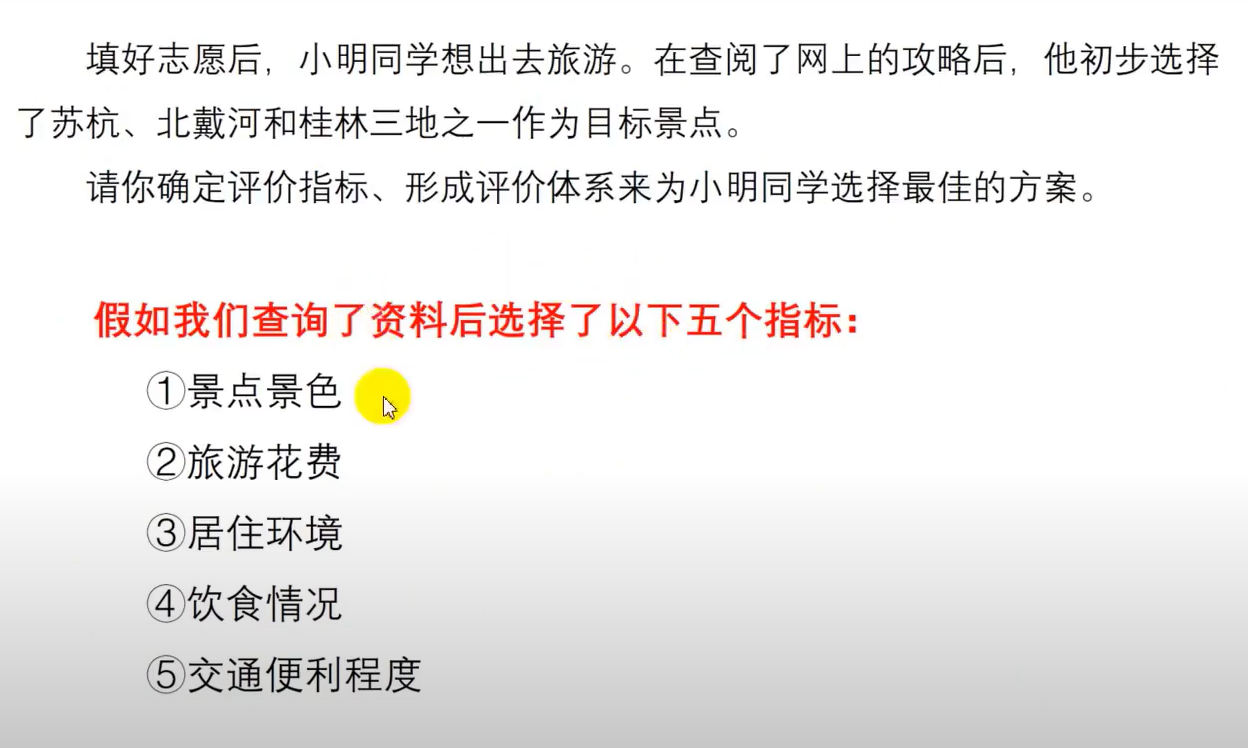 填好志愿后，小明同学想出去旅游。在查阅了网上的攻略后，他初步选择
了苏杭、北戴河和桂林三地之一作为目标景点。
请你确定评价指标、形成评价体系来为小明同学选择最佳的方案。
假如我们查询了资料后选择了以下五个指标：
①景点景色
②旅游花费
③居住环境
④饮食情况
⑤交通便利程度